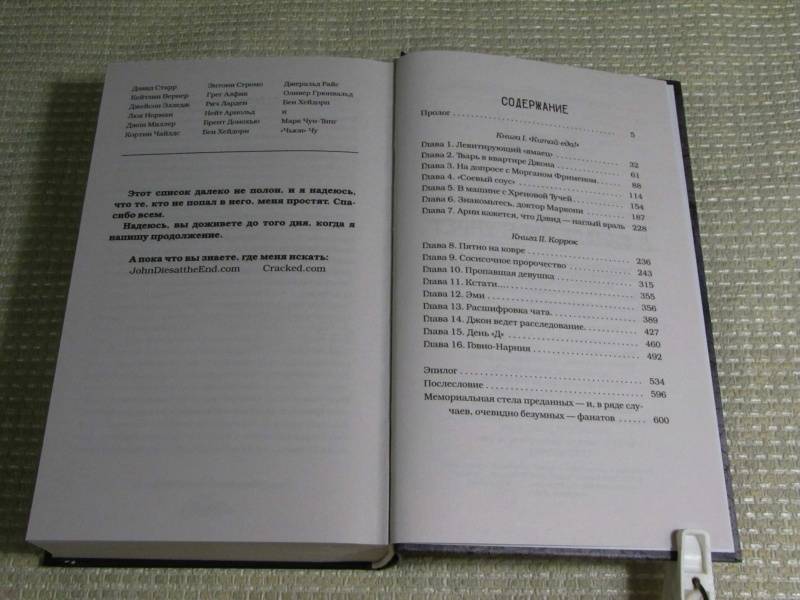 Дэвид Старр Энтони Стромо Джеральд Райс
Кейтлин Вернер Грег Алфин Оливер Грюнвальд
Джейсон Элледж Рич Ларден Бен Хейдорн
Люк Норман Нейт Арнольд и
Джон Миллер Брент Донохью Марк Чун-Тинг
Кортни Чайлдс Бен Хейдорн «Чьюи» Чу
Этот список далеко не полон, и я надеюсь,
что те, кто не попал в него, меня простят. Спа-
сибо всем.
Надеюсь, вы доживете до того дня, когда я
напишу продолжение.
А пока что вы знаете, где меня искать:
JohnDiesattheEnd.com Cracked.com
СОДЕРЖАНИЕ
Пролог 5
Книга I. «Китай-еда!»
Глава 1. Левитирующий «ямаец» 32
Глава 2. Тварь в квартире Джона 61
Глава 3. На допросе с Морганом Фрименом 88
Глава 4. «Соевый соус» 114
Глава 5. В машине с Хреновой Тучей 154
Глава 6. Знакомьтесь, доктор Маркони 187
Глава 7. Арни кажется, что Дэвид — наглый враль 228
Книга II. Коррок
Глава 8. Пятно на ковре 236
Глава 9. Сосисочное пророчество 243
Глава 10. Пропавшая девушка 315
Глава 11. Кстати... 355
Глава 12. Эми 356
Глава 13. Расшифровка чата 389
Глава 14. Джон ведет расследование 427
Глава 15. День «Д» 460
Глава 16. Говно-Нарния 492
Эпилог 534
Послесловие 596
Мемориальная стела преданных — и, в ряде слу-
чаев, очевидно безумных — фанатов 600